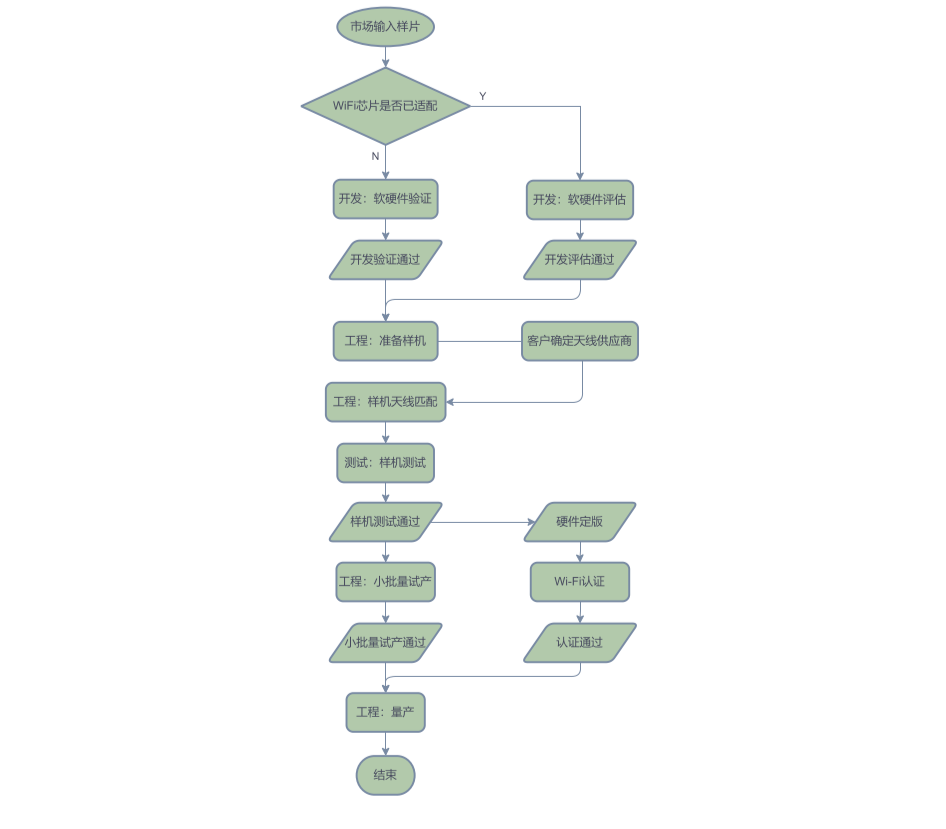 市场输入样片
WiFi芯片是否已适配
Y
N
开发：软硬件验证
开发：软硬件评估
开发验证通过
开发评估通过
工程：准备样机
客户确定天线供应商
工程：样机天线匹配
测试：样机测试
样机测试通过
硬件定版
工程：小批量试产
Wi-Fi认证
小批量试产通过
认证通过
工程：量产
结束